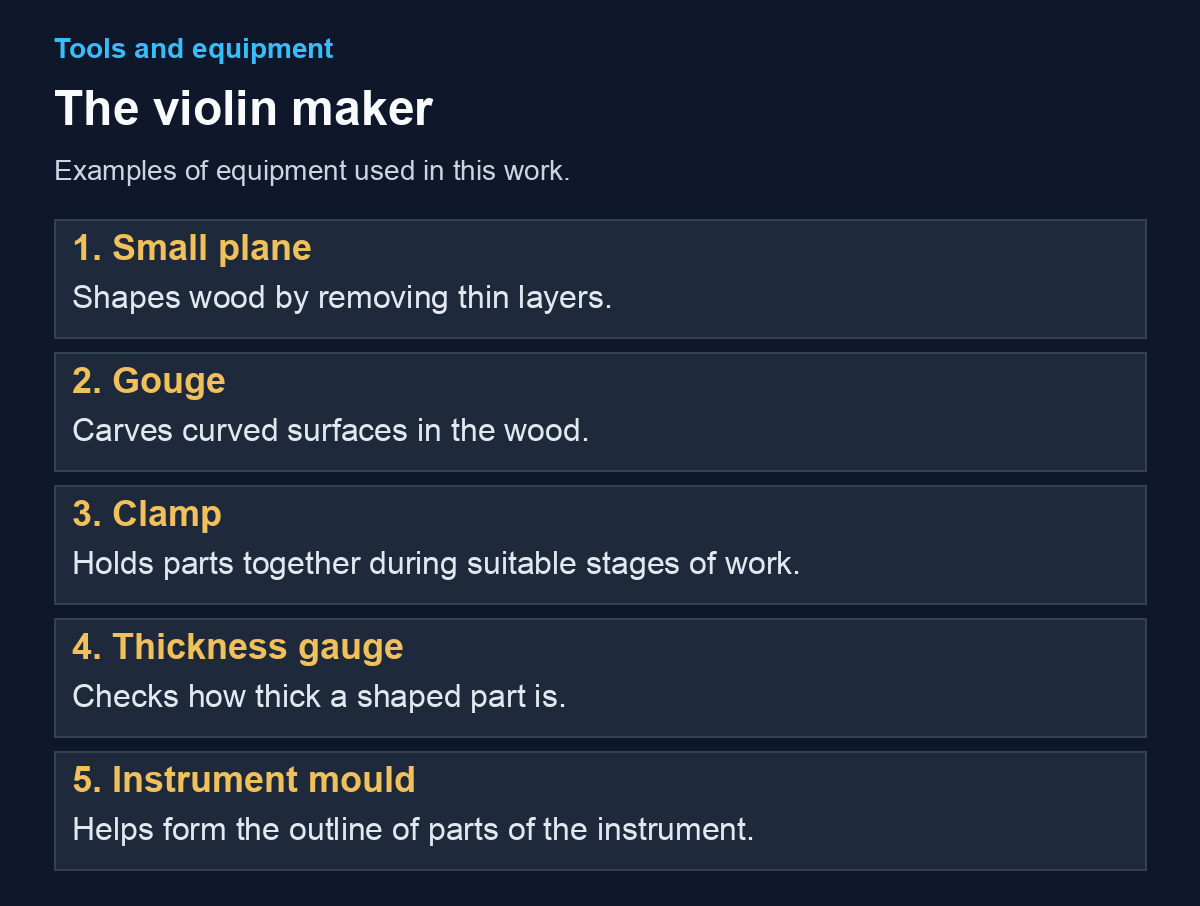 Tools and equipment
The violin maker
Examples of equipment used in this work.
1. Small plane
Shapes wood by removing thin layers.
2. Gouge
Carves curved surfaces in the wood.
3. Clamp
Holds parts together during suitable stages of work.
4. Thickness gauge
Checks how thick a shaped part is.
5. Instrument mould
Helps form the outline of parts of the instrument.